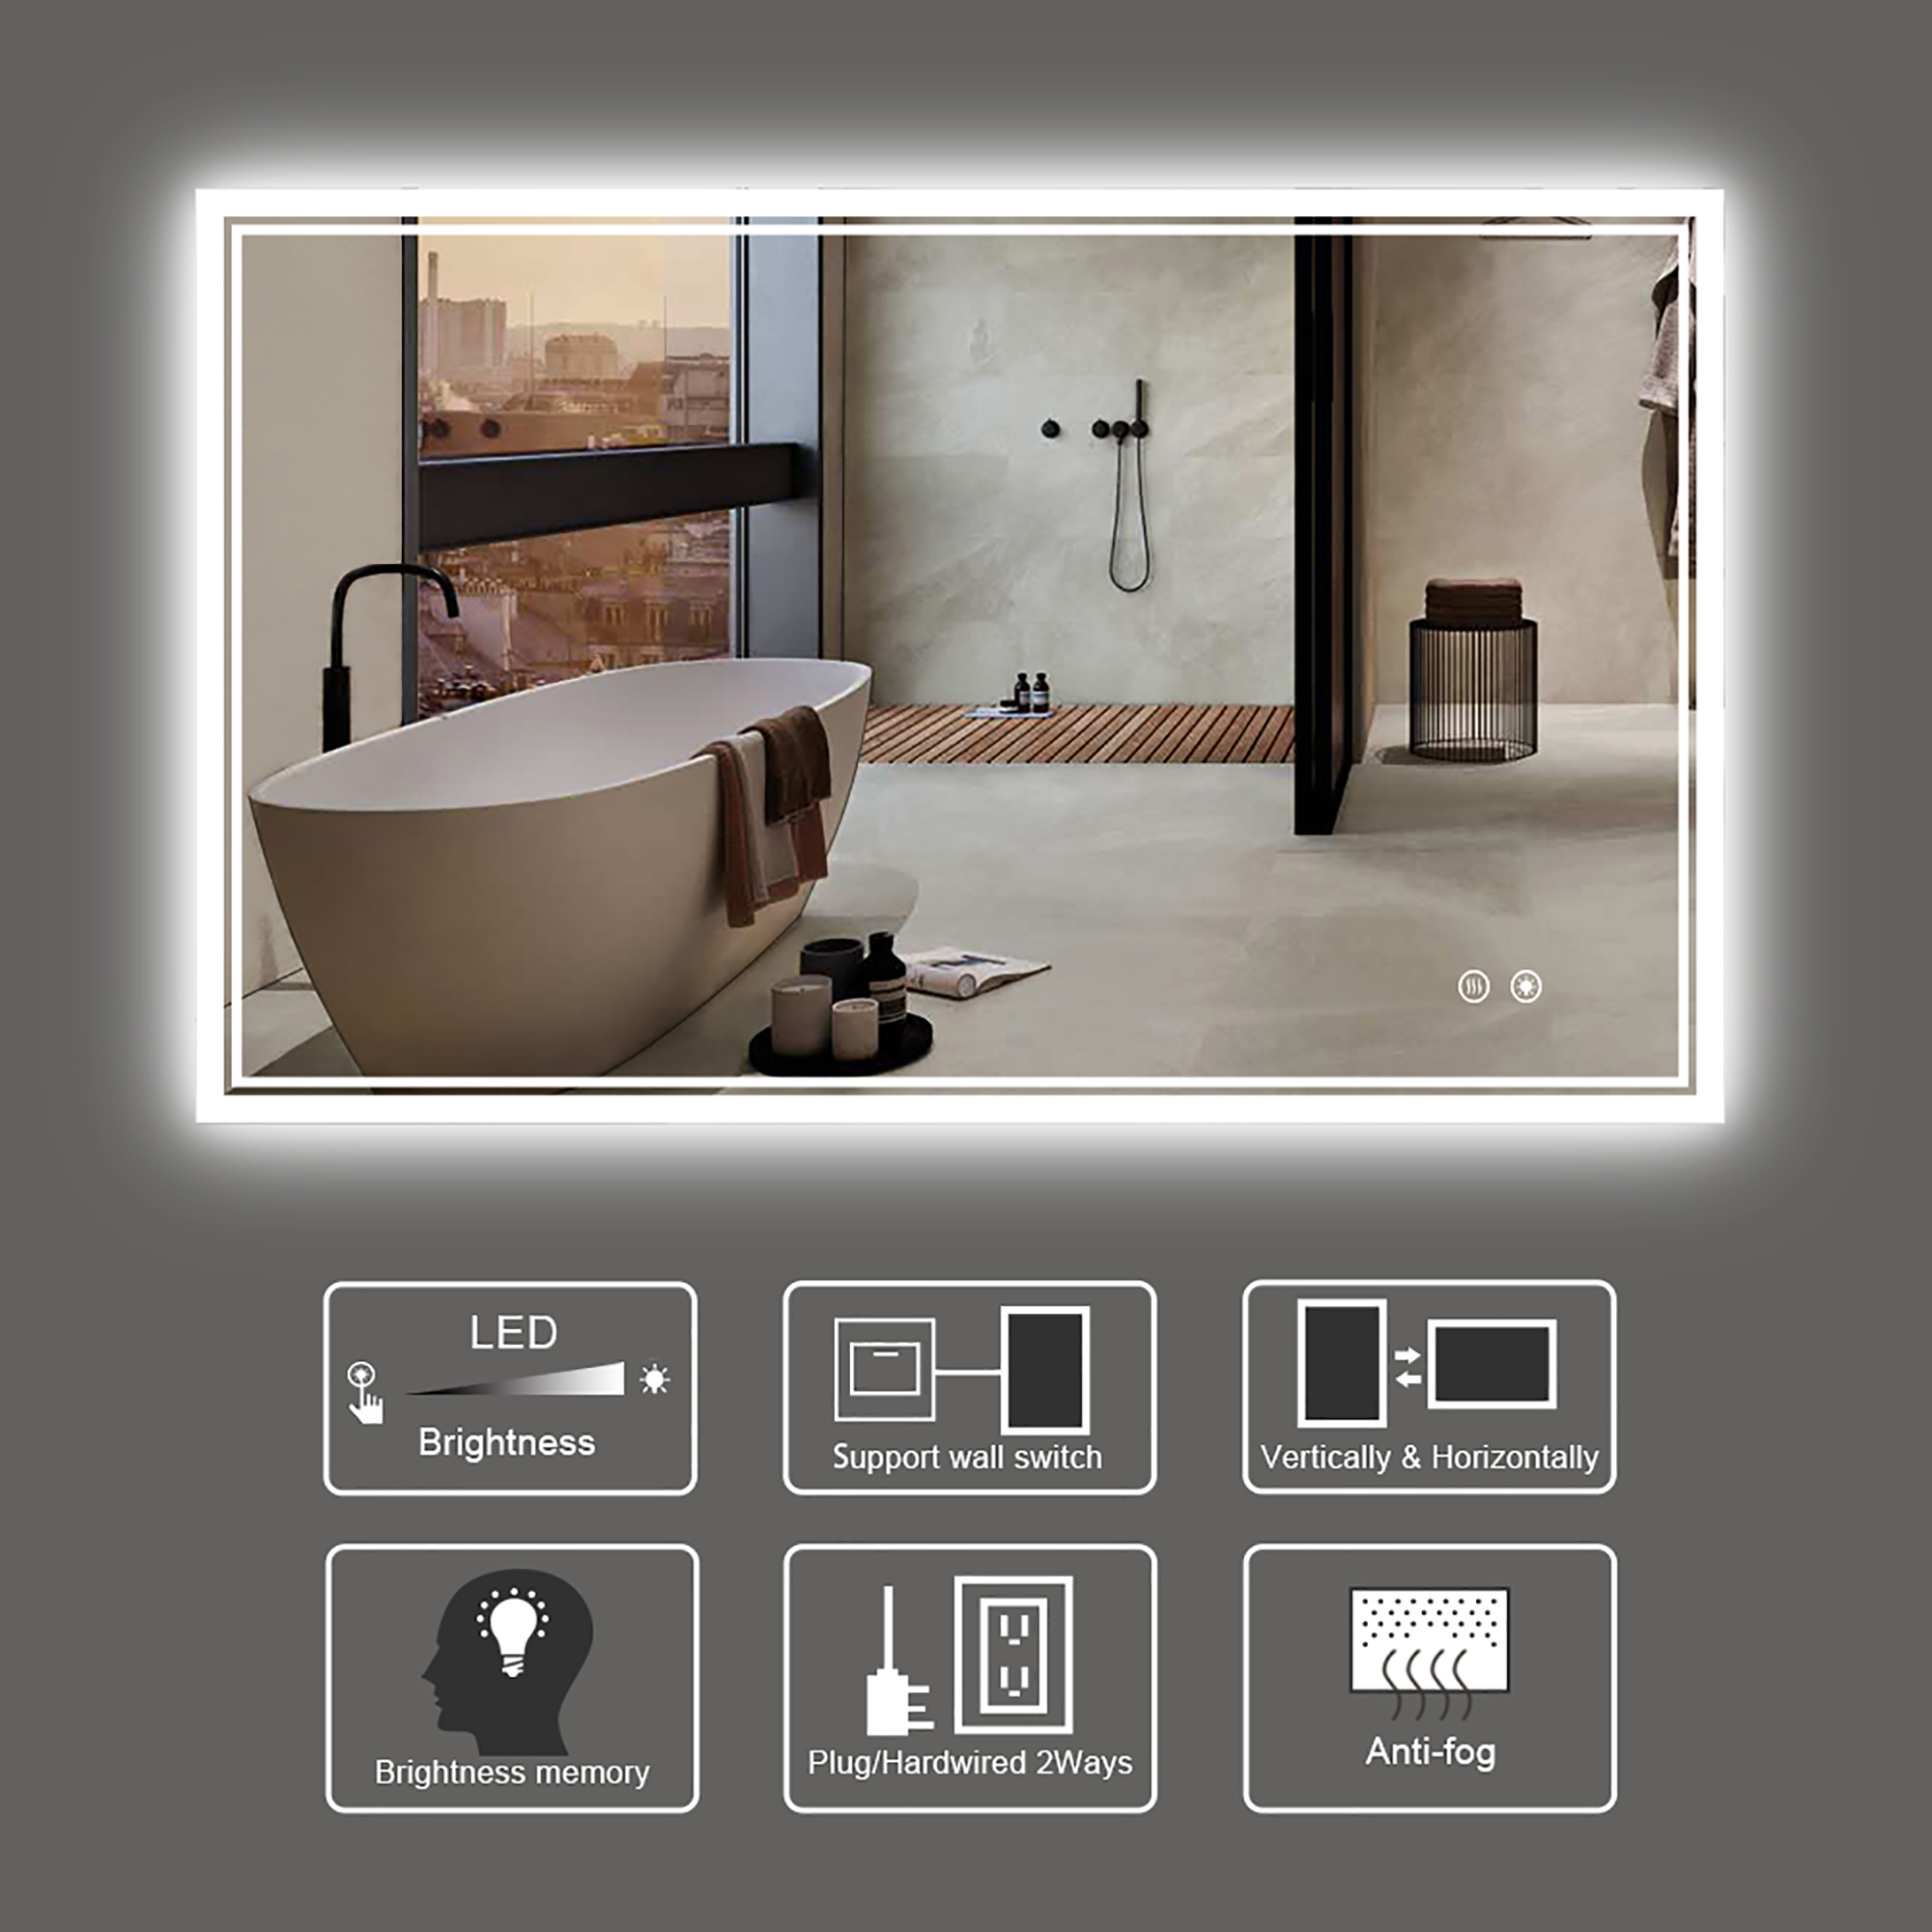 LED
Brightness
Support wall switch
Vertically & Horizontally
Brightness memory
Plug/Hardwired 2Ways
Anti-fog